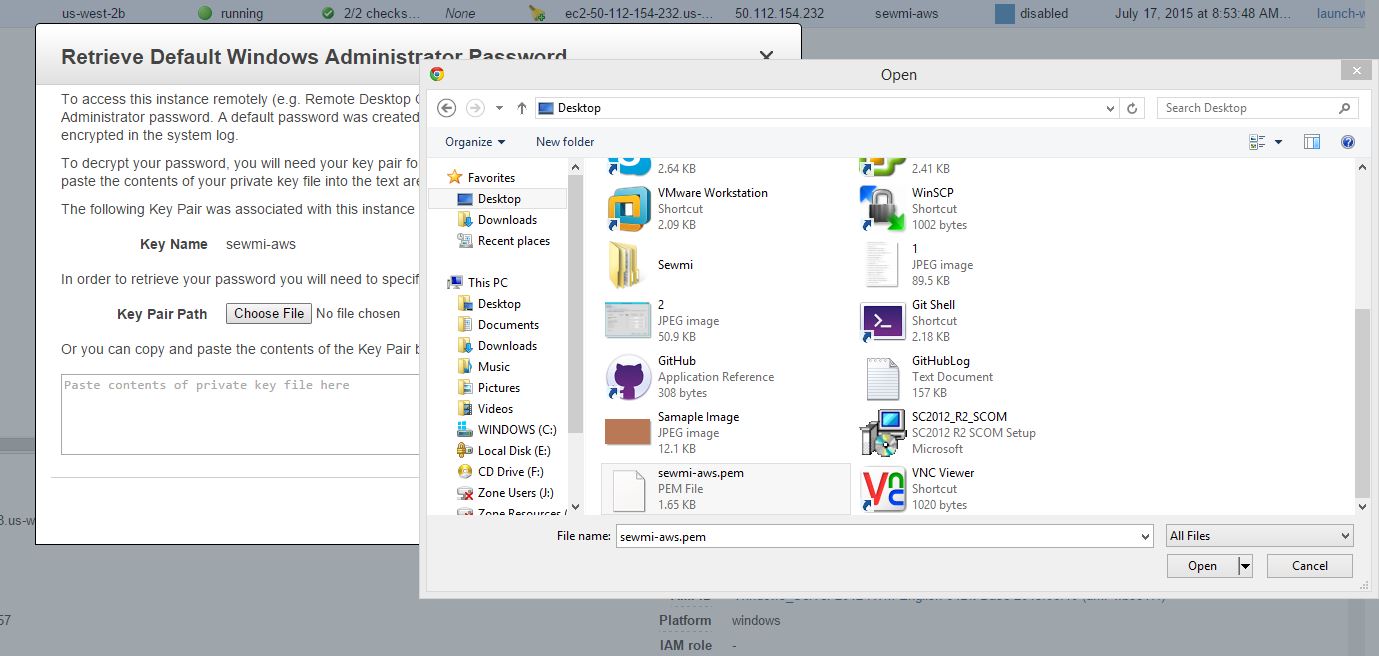 us-west-2b running 2/2 checks... None ec2-50-112-154-232.us-... 50.112.154.232 sewmi-aws disabled July 17, 2015 at 8:53:48 AM... launch-w
Retrieve Default Windows Administrator Password
To access this instance remotely (e.g. Remote Desktop
Administrator password. A default password was created
encrypted in the system log.
To decrypt your password, you will need your key pair fo
paste the contents of your private key file into the text are
The following Key Pair was associated with this instance
Key Name sewmi-aws
In order to retrieve your password you will need to specif
Key Pair Path Choose File No file chosen
Or you can copy and paste the contents of the Key Pair
Paste contents of private key file here
Open
Desktop
Search Desktop
Organize
New folder
Favorites
Desktop
Downloads
Recent places
This PC
Desktop
Documents
Downloads
Music
Pictures
Videos
WINDOWS (C:)
Local Disk (E:)
CD Drive (F:)
Zone Users (J:)
Zone Resources (
2.64 KB
2.41 KB
VMware Workstation
Shortcut
2.09 KB
WinSCP
Shortcut
1002 bytes
Sewmi
1
JPEG image
89.5 KB
2
JPEG image
50.9 KB
Git Shell
Shortcut
2.18 KB
GitHub
Application Reference
308 bytes
GitHubLog
Text Document
157 KB
Samaple Image
JPEG image
12.1 KB
SC2012_R2_SCOM
SC2012 R2 SCOM Setup
Microsoft
sewmi-aws.pem
PEM File
1.65 KB
VNC Viewer
Shortcut
1020 bytes
File name: sewmi-aws.pem
All Files
Open
Cancel
3.us-w
57
Platform windows
IAM role -